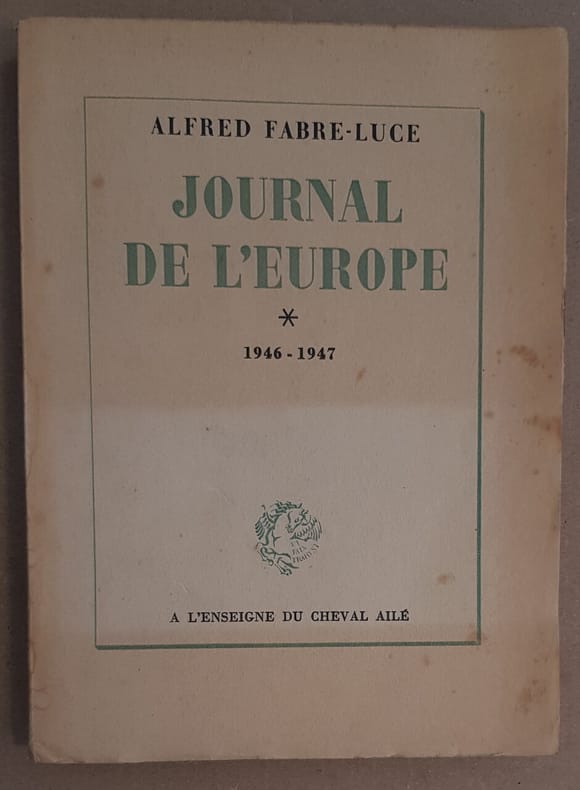 ALFRED FABRE-LUCE
JOURNAL
DE L'EUROPE
*
1946 - 1947
A L'ENSEIGNE DU CHEVAL AILÉ